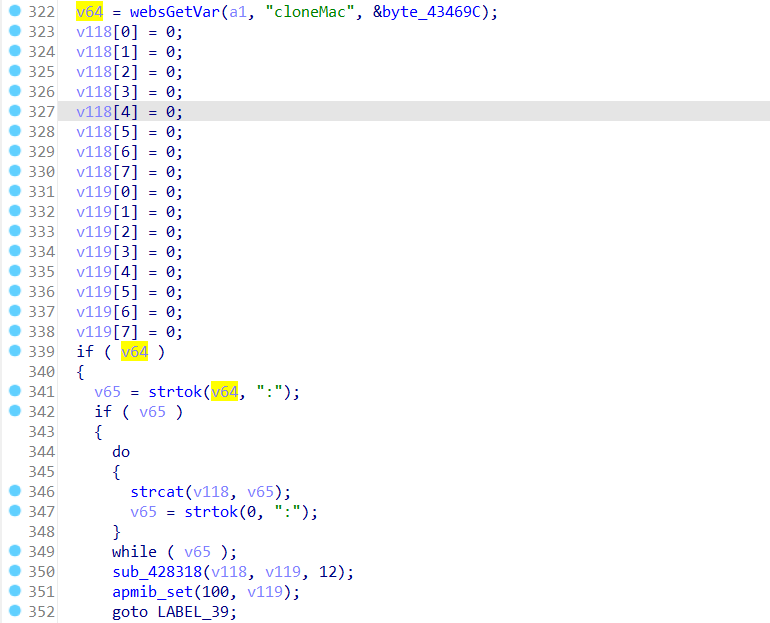 322 v64 = websGetVar(a1, "cloneMac", &byte_43469C);
323 v118[0] = 0;
324 v118[1] = 0;
325 v118[2] = 0;
326 v118[3] = 0;
327 v118[4] = 0;
328 v118[5] = 0;
329 v118[6] = 0;
330 v118[7] = 0;
331 v119[0] = 0;
332 v119[1] = 0;
333 v119[2] = 0;
334 v119[3] = 0;
335 v119[4] = 0;
336 v119[5] = 0;
337 v119[6] = 0;
338 v119[7] = 0;
339 if ( v64 )
340 {
341 v65 = strtok(v64, ":");
342 if ( v65 )
343 {
344 do
345 {
346 strcat(v118, v65);
347 v65 = strtok(0, ":");
348 }
349 while ( v65 );
350 sub_428318(v118, v119, 12);
351 apmib_set(100, v119);
352 goto LABEL_39;